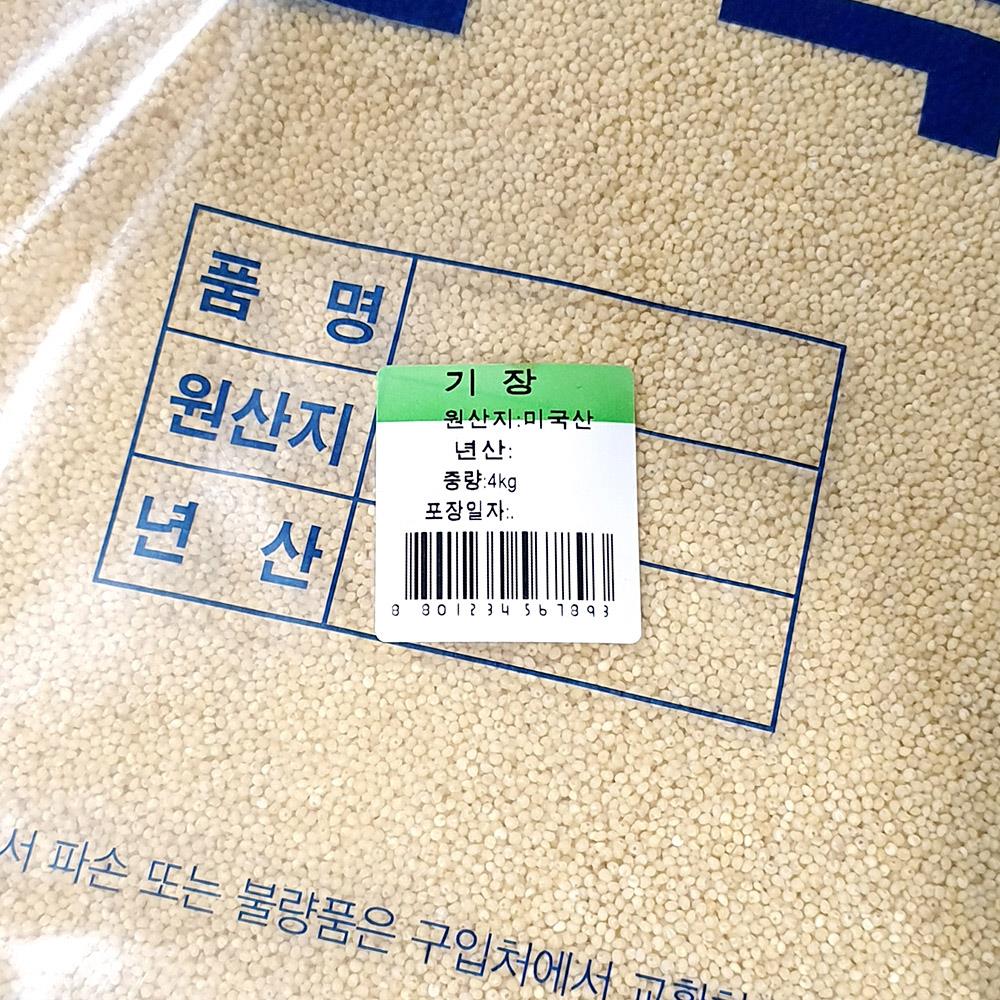 품 명
원산지
년 산
기 장
원산지:미국산
년산:
중량:4kg
포장일자:.
8 801234 567893
서 파손 또는 불량품은 구입처에서